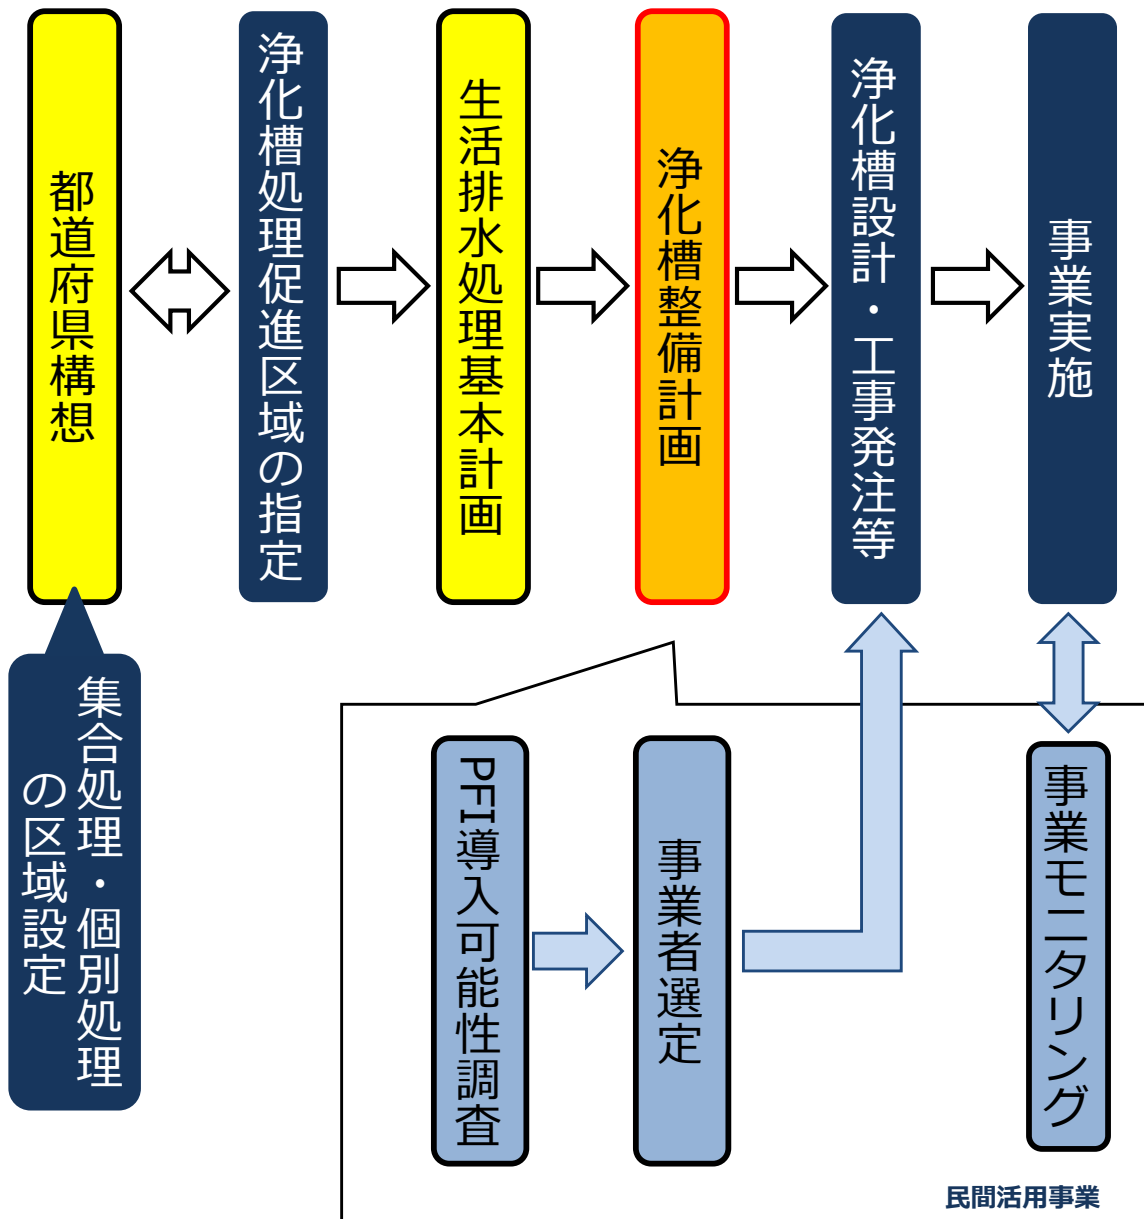 都道府県構想
浄化槽処理促進区域の指定
生活排水処理基本計画
浄化槽整備計画
浄化槽設計・工事発注等
事業実施
集合処理・個別処理
の区域設定
PFI導入可能性調査
事業者選定
事業モニタリング
民間活用事業